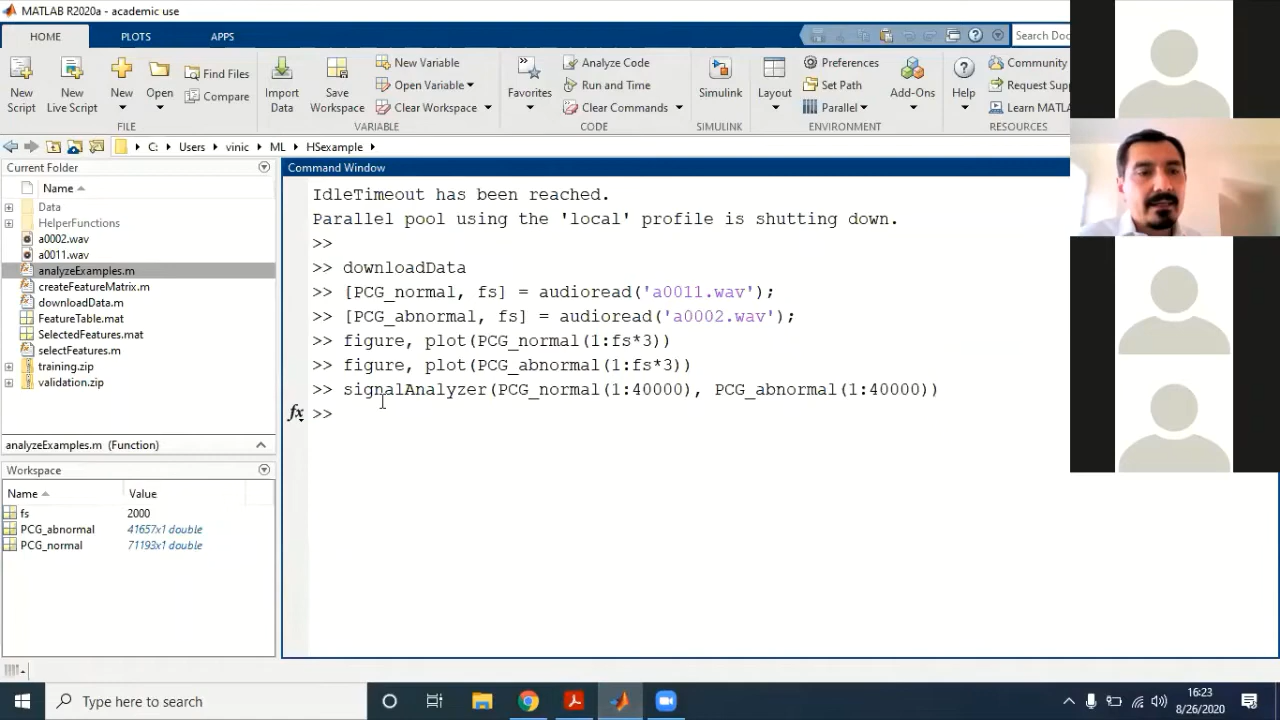 MATLAB R2020a - academic use
HOME PLOTS APPS Search Doc
New Script
New Live Script
New
Open
Find Files
Compare
Import Data
Save Workspace
New Variable
Open Variable
Clear Workspace
Favorites
Analyze Code
Run and Time
Clear Commands
Simulink
Layout
Preferences
Set Path
Parallel
Add-Ons
Help
Community
Request Sup
Learn MATL
FILE VARIABLE CODE SIMULINK ENVIRONMENT RESOURCES
C: Users vinic ML HSexample
Current Folder
Name
Data
HelperFunctions
a0002.wav
a0011.wav
analyzeExamples.m
createFeatureMatrix.m
downloadData.m
FeatureTable.mat
SelectedFeatures.mat
selectFeatures.m
training.zip
validation.zip
analyzeExamples.m (Function)
Workspace
Name Value
fs 2000
PCG_abnormal 41657x1 double
PCG_normal 71193x1 double
Command Window
IdleTimeout has been reached.
Parallel pool using the 'local' profile is shutting down.
>>
>> downloadData
>> [PCG_normal, fs] = audioread('a0011.wav');
>> [PCG_abnormal, fs] = audioread('a0002.wav');
>> figure, plot(PCG_normal(1:fs*3))
>> figure, plot(PCG_abnormal(1:fs*3))
>> signalAnalyzer(PCG_normal(1:40000), PCG_abnormal(1:40000))
fx >>
Type here to search
16:23
8/26/2020